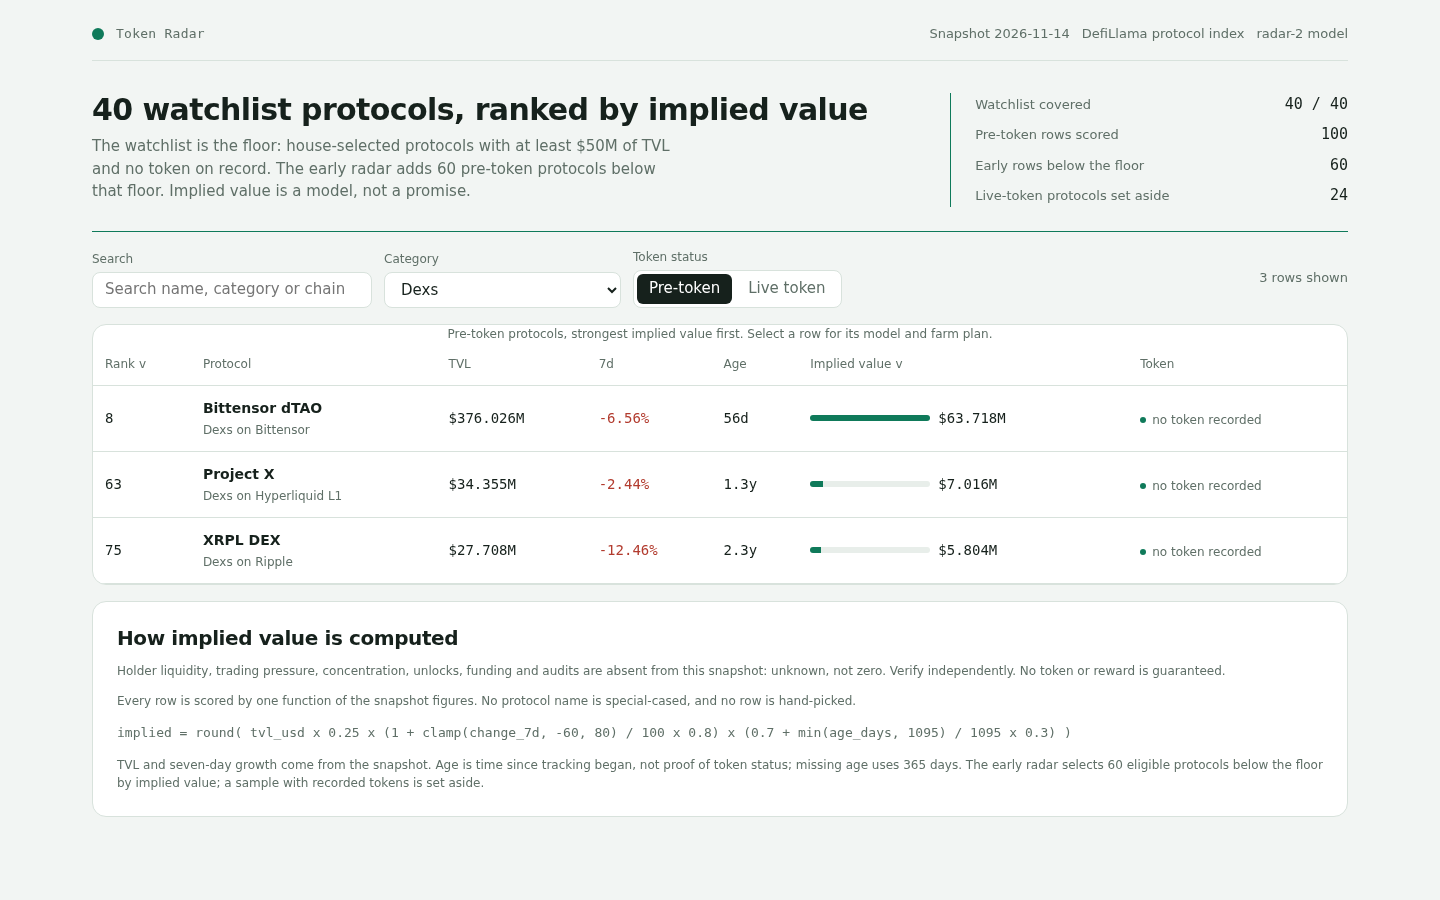 Token Radar
Snapshot 2026-11-14 DefiLlama protocol index radar-2 model
40 watchlist protocols, ranked by implied value
The watchlist is the floor: house-selected protocols with at least $50M of TVL
and no token on record. The early radar adds 60 pre-token protocols below
that floor. Implied value is a model, not a promise.
Watchlist covered 40 / 40
Pre-token rows scored 100
Early rows below the floor 60
Live-token protocols set aside 24
Search
Category
Token status
Search name, category or chain
Dexs
Pre-token
Live token
3 rows shown
Pre-token protocols, strongest implied value first. Select a row for its model and farm plan.
Rank v Protocol TVL 7d Age Implied value v Token
8 Bittensor dTAO $376.026M -6.56% 56d $63.718M no token recorded
Dexs on Bittensor
63 Project X $34.355M -2.44% 1.3y $7.016M no token recorded
Dexs on Hyperliquid L1
75 XRPL DEX $27.708M -12.46% 2.3y $5.804M no token recorded
Dexs on Ripple
How implied value is computed
Holder liquidity, trading pressure, concentration, unlocks, funding and audits are absent from this snapshot: unknown, not zero. Verify independently. No token or reward is guaranteed.
Every row is scored by one function of the snapshot figures. No protocol name is special-cased, and no row is hand-picked.
implied = round( tvl_usd x 0.25 x (1 + clamp(change_7d, -60, 80) / 100 x 0.8) x (0.7 + min(age_days, 1095) / 1095 x 0.3) )
TVL and seven-day growth come from the snapshot. Age is time since tracking began, not proof of token status; missing age uses 365 days. The early radar selects 60 eligible protocols below the floor
by implied value; a sample with recorded tokens is set aside.